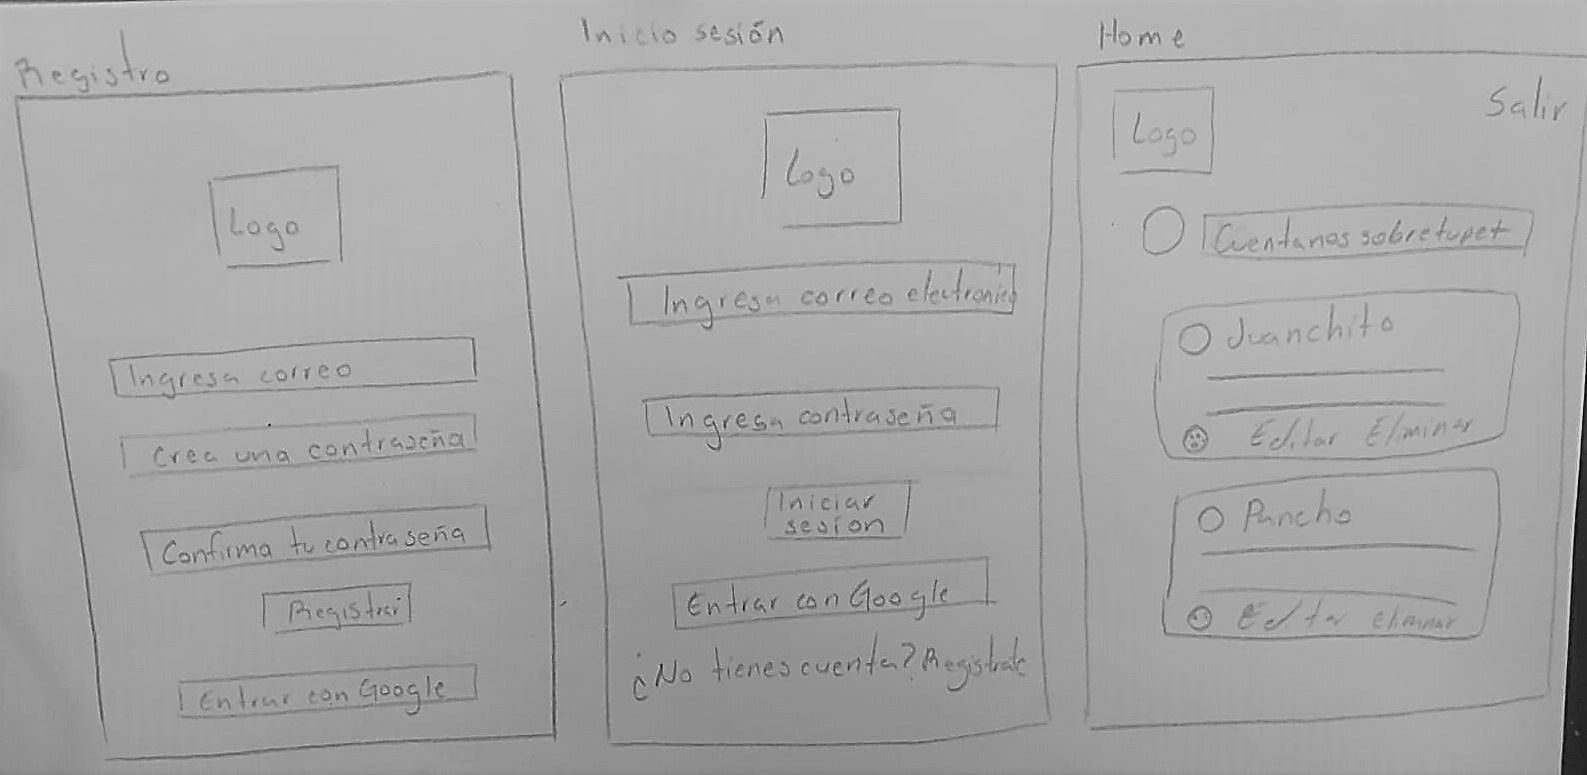 Registro
Logo
Ingresa correo
Crea una contraseña
Confirma tu contraseña
Registrar
Entrar con Google
Inicio sesión
Logo
Ingresa correo electronico
Ingresa contraseña
Iniciar
sesion
Entrar con Google
¿No tienes cuenta? Registrate
Home
Salir
Logo
Cuentanos sobre tu pet
Juanchito
Editar Eliminar
Pancho
Editar eliminar